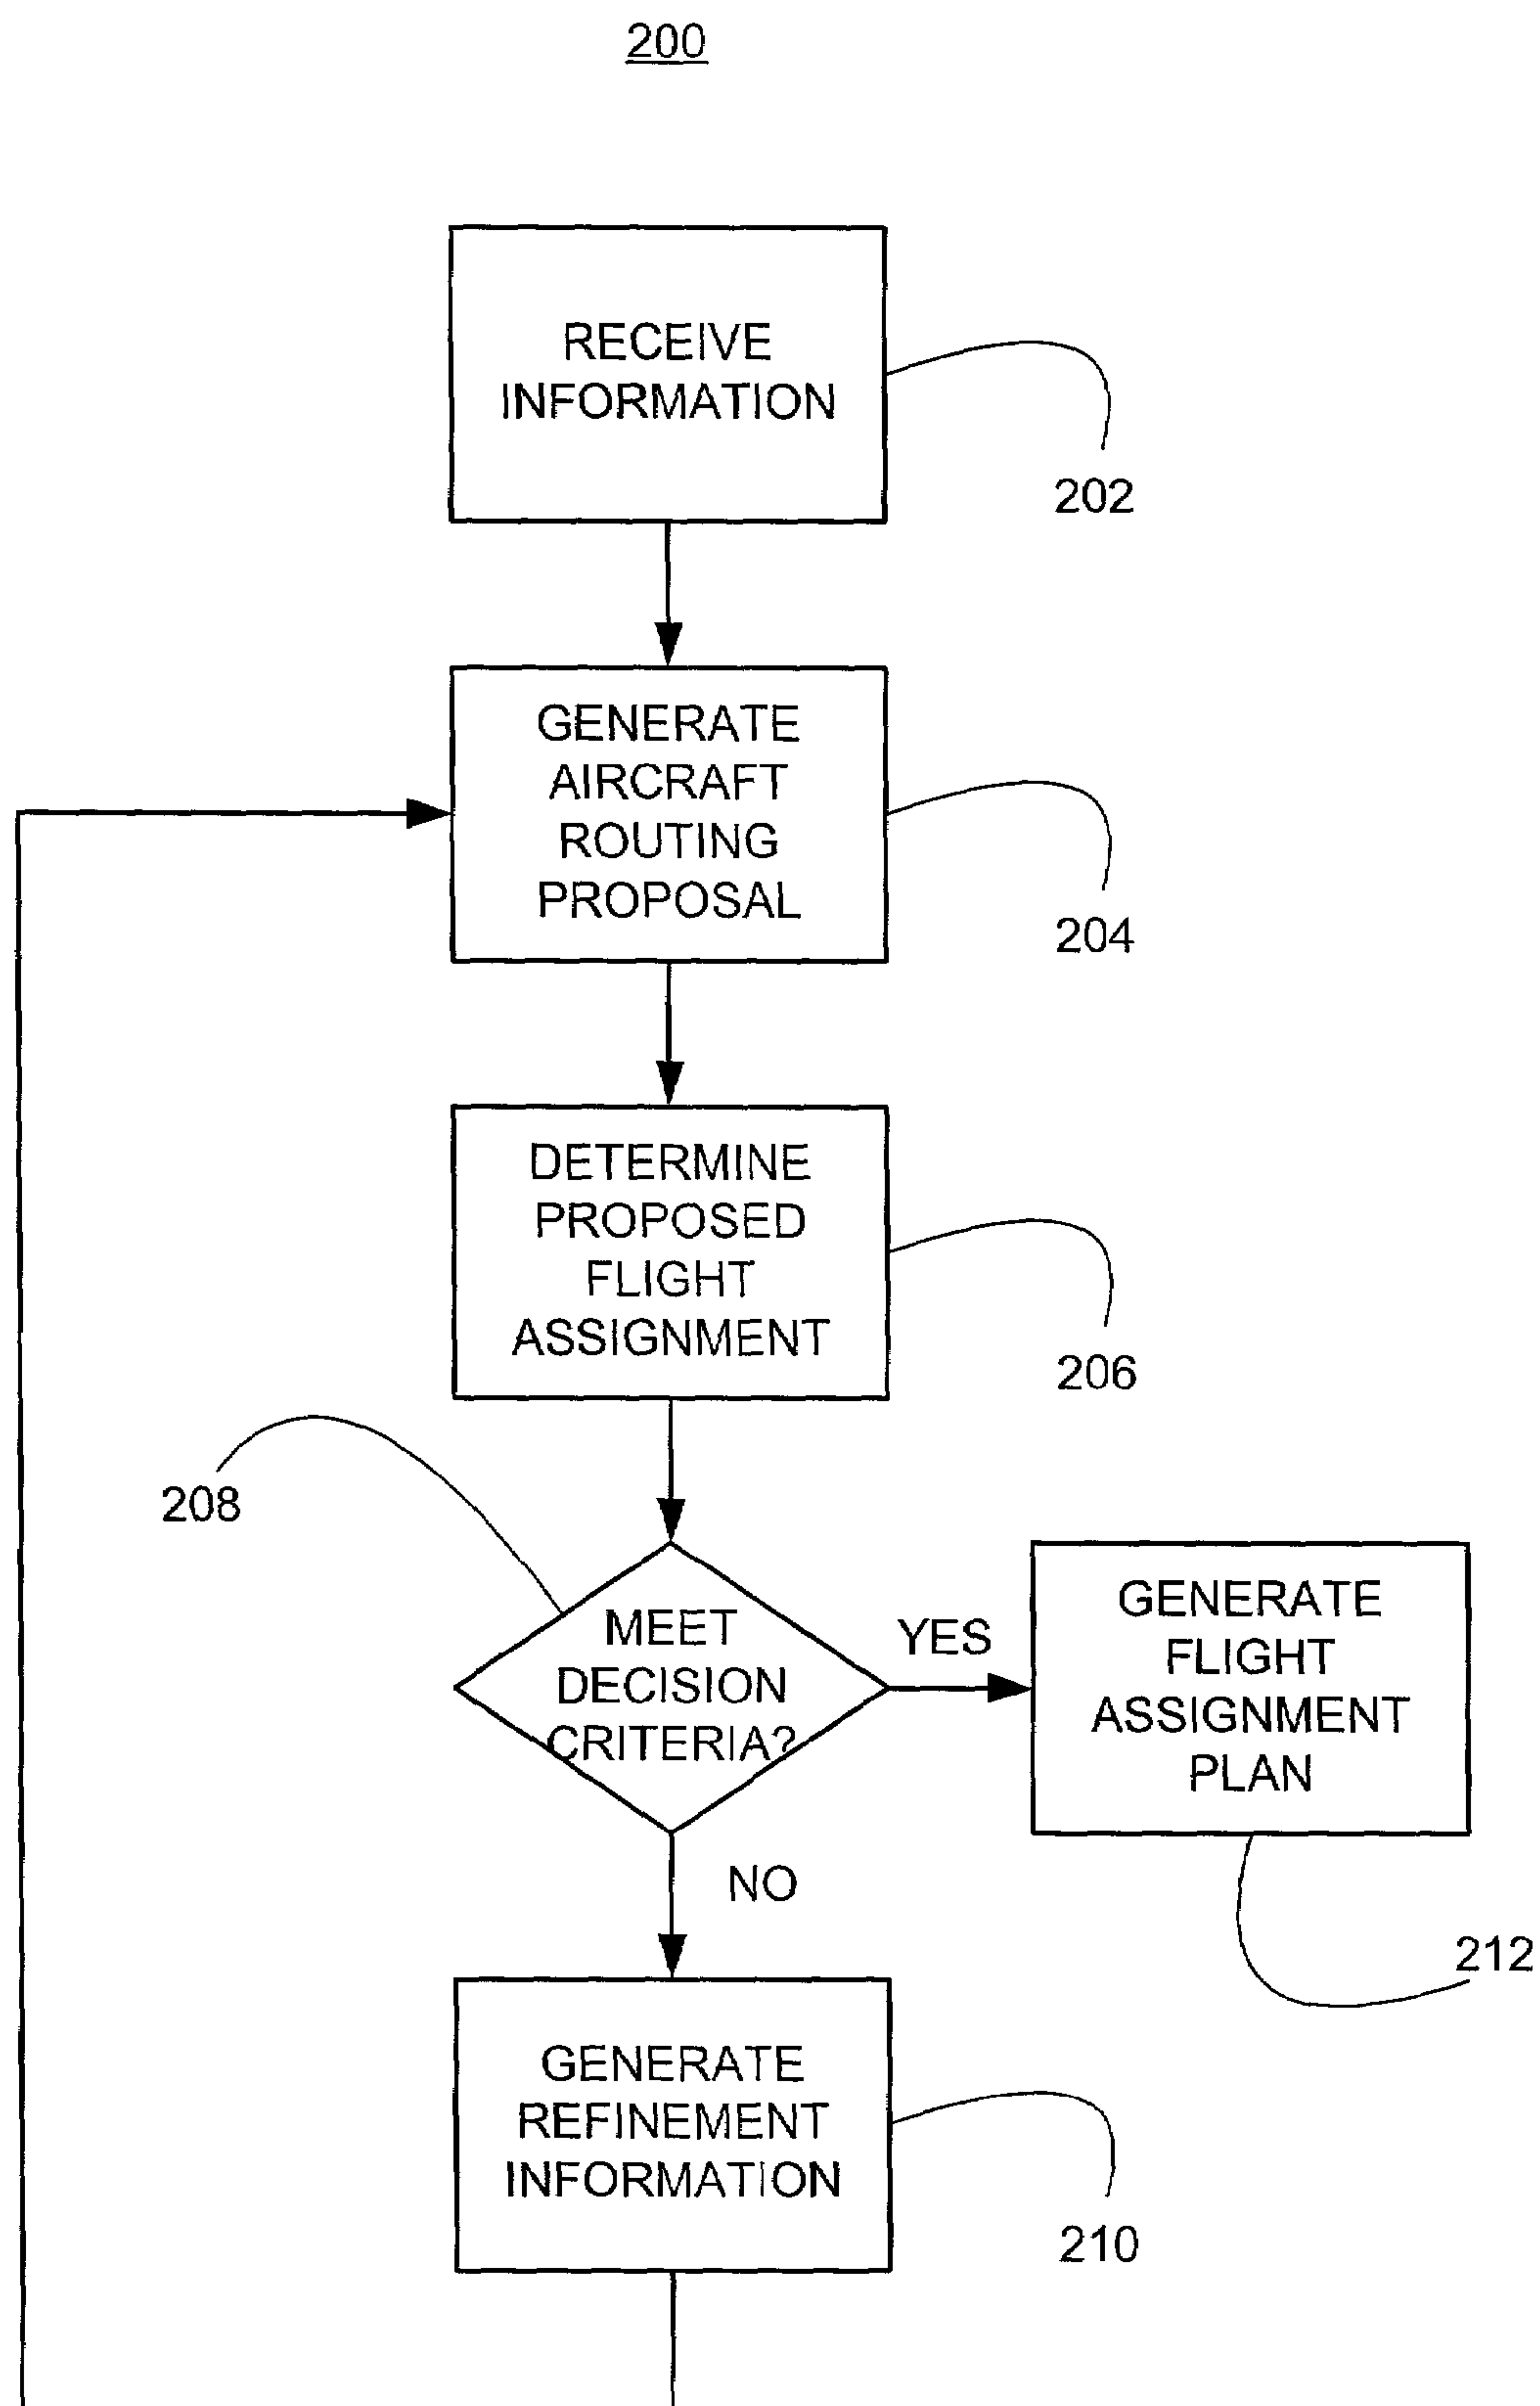 200
RECEIVE
INFORMATION
202
GENERATE
AIRCRAFT
ROUTING
PROPOSAL
204
DETERMINE
PROPOSED
FLIGHT
ASSIGNMENT
206
208
MEET
DECISION
CRITERIA?
YES
GENERATE
FLIGHT
ASSIGNMENT
PLAN
212
NO
GENERATE
REFINEMENT
INFORMATION
210